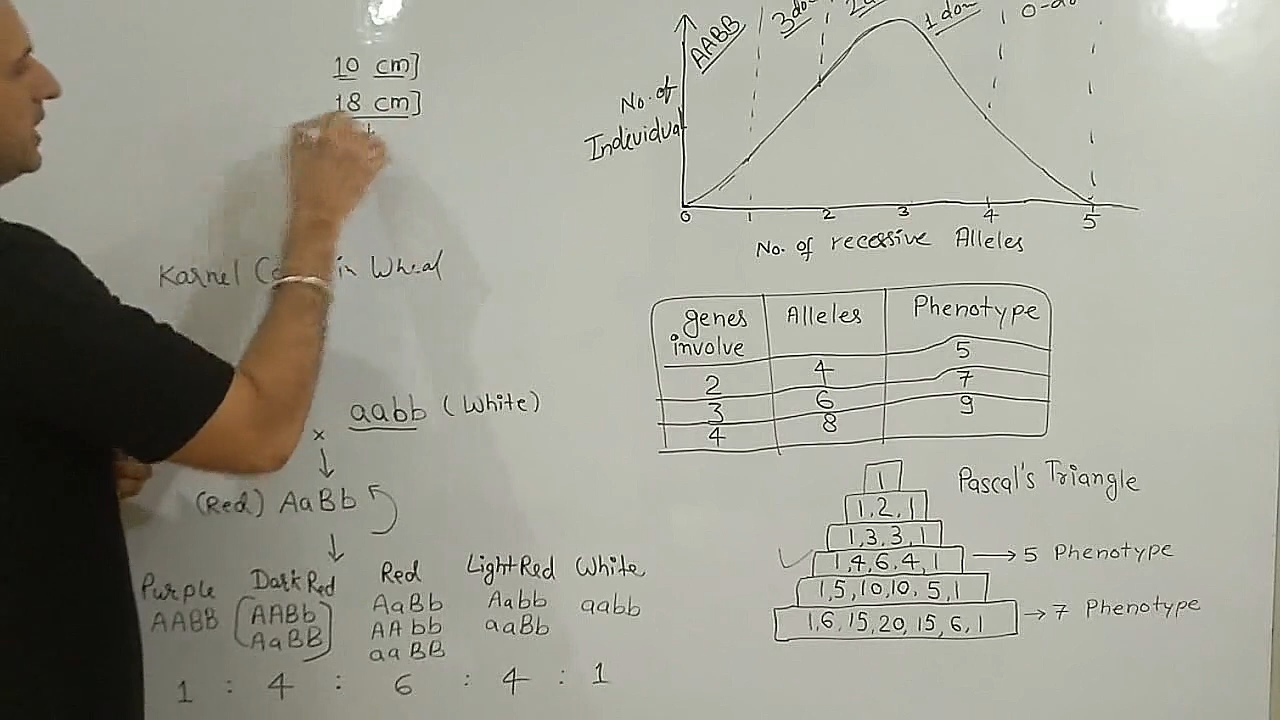 10 cm]
18 cm]
Karnel in Wheat
aabb (White)
×
(Red) AaBb
Purple Dark Red Red Light Red White
AABB AABb AaBb Aabb aabb
AaBB AAbb aaBb
aaBB
1 : 4 : 6 : 4 : 1
AABB 3 dom 1 dom
No. of
Individual
0 1 2 3 4 5
No. of recessive Alleles
genes involve Alleles Phenotype
2 4 5
3 6 7
4 8 9
Pascal's Triangle
1
1,2,1
1,3,3,1
1,4,6,4,1 → 5 Phenotype
1,5,10,10,5,1
1,6,15,20,15,6,1 → 7 Phenotype